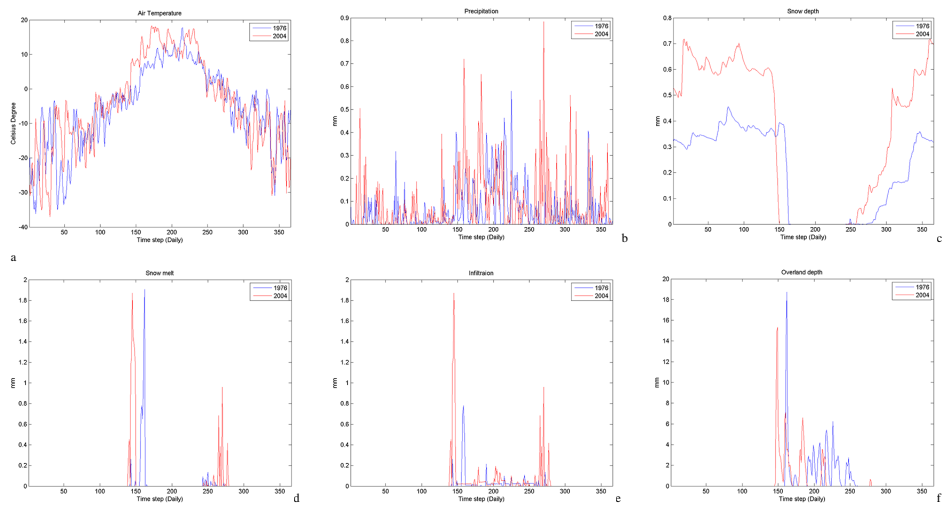 Air Temperature
20
10
0
-10
-20
-30
-40
Celsius Degree
50 100 150 200 250 300 350
Time step (Daily)
1976
2004
a
Precipitation
0.9
0.8
0.7
0.6
0.5
0.4
0.3
0.2
0.1
0
mm
50 100 150 200 250 300 350
Time step (Daily)
1976
2004
b
Snow depth
0.8
0.7
0.6
0.5
0.4
0.3
0.2
0.1
0
mm
50 100 150 200 250 300 350
Time step (Daily)
1976
2004
c
Snow melt
2
1.8
1.6
1.4
1.2
1
0.8
0.6
0.4
0.2
0
mm
50 100 150 200 250 300 350
Time step (Daily)
1976
2004
d
Infiltraion
2
1.8
1.6
1.4
1.2
1
0.8
0.6
0.4
0.2
0
mm
50 100 150 200 250 300 350
Time step (Daily)
1976
2004
e
Overland depth
20
18
16
14
12
10
8
6
4
2
0
mm
50 100 150 200 250 300 350
Time step (Daily)
1976
2004
f